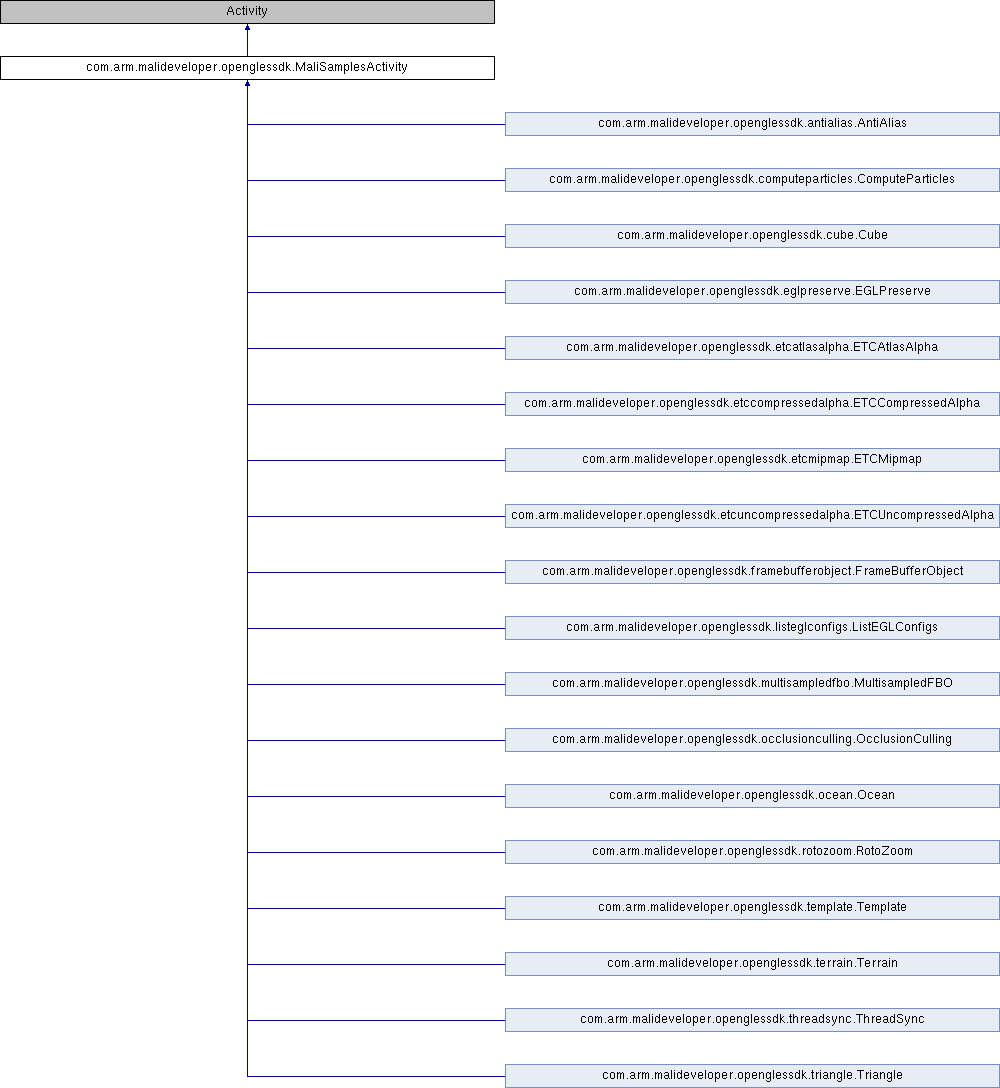 Activity
com.arm.malideveloper.openglessdk.MaliSamplesActivity
com.arm.malideveloper.openglessdk.antialias.AntiAlias
com.arm.malideveloper.openglessdk.computeparticles.ComputeParticles
com.arm.malideveloper.openglessdk.cube.Cube
com.arm.malideveloper.openglessdk.eglpreserve.EGLPreserve
com.arm.malideveloper.openglessdk.etcatlasalpha.ETCAtlasAlpha
com.arm.malideveloper.openglessdk.etccompressedalpha.ETCCompressedAlpha
com.arm.malideveloper.openglessdk.etcmipmap.ETCMipmap
com.arm.malideveloper.openglessdk.etcuncompressedalpha.ETCUncompressedAlpha
com.arm.malideveloper.openglessdk.framebufferobject.FrameBufferObject
com.arm.malideveloper.openglessdk.listeglconfigs.ListEGLConfigs
com.arm.malideveloper.openglessdk.multisampledfbo.MultisampledFBO
com.arm.malideveloper.openglessdk.occlusionculling.OcclusionCulling
com.arm.malideveloper.openglessdk.ocean.Ocean
com.arm.malideveloper.openglessdk.rotozoom.RotoZoom
com.arm.malideveloper.openglessdk.template.Template
com.arm.malideveloper.openglessdk.terrain.Terrain
com.arm.malideveloper.openglessdk.threadsync.ThreadSync
com.arm.malideveloper.openglessdk.triangle.Triangle